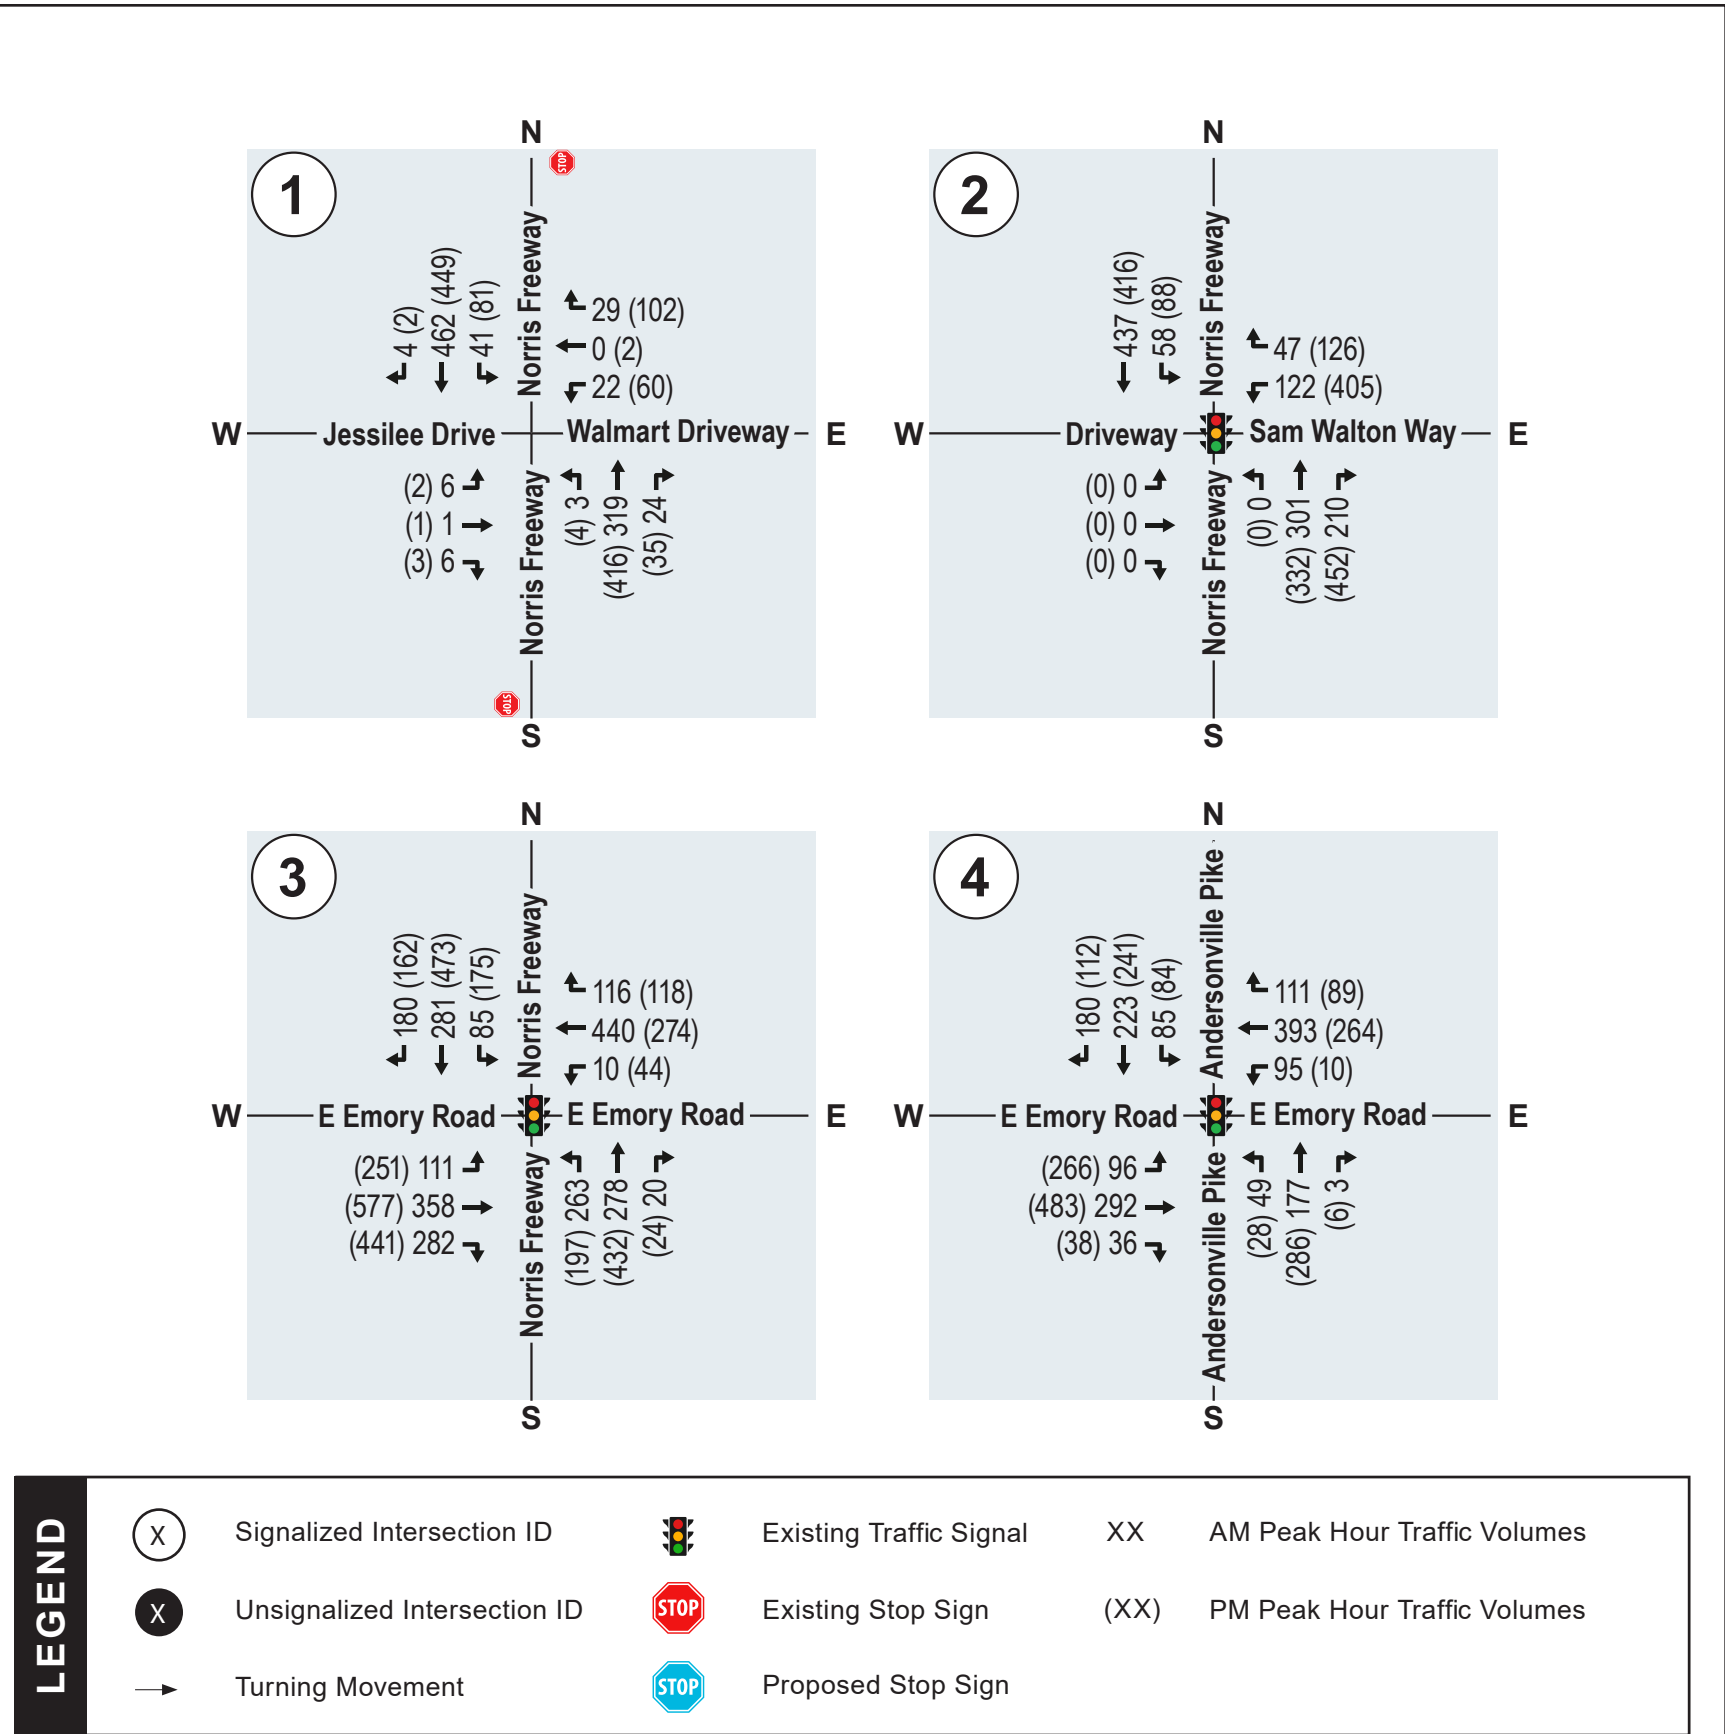 N
1
STOP
4 (2)
462 (449)
41 (81)
Norris Freeway
29 (102)
0 (2)
22 (60)
W
Jessilee Drive
Walmart Driveway
E
(2) 6
(1) 1
(3) 6
Norris Freeway
(4) 3
(416) 319
(35) 24
STOP
S
N
2
437 (416)
58 (88)
Norris Freeway
47 (126)
122 (405)
W
Driveway
Sam Walton Way
E
(0) 0
(0) 0
(0) 0
Norris Freeway
(0) 0
(332) 301
(452) 210
S
N
3
180 (162)
281 (473)
85 (175)
Norris Freeway
116 (118)
440 (274)
10 (44)
W
E Emory Road
E Emory Road
E
(251) 111
(577) 358
(441) 282
Norris Freeway
(197) 263
(432) 278
(24) 20
S
N
4
180 (112)
223 (241)
85 (84)
Andersonville Pike
111 (89)
393 (264)
95 (10)
W
E Emory Road
E Emory Road
E
(266) 96
(483) 292
(38) 36
Andersonville Pike
(28) 49
(286) 177
(6) 3
S
LEGEND
X Signalized Intersection ID
X Unsignalized Intersection ID
Turning Movement
Existing Traffic Signal
STOP Existing Stop Sign
STOP Proposed Stop Sign
XX AM Peak Hour Traffic Volumes
(XX) PM Peak Hour Traffic Volumes